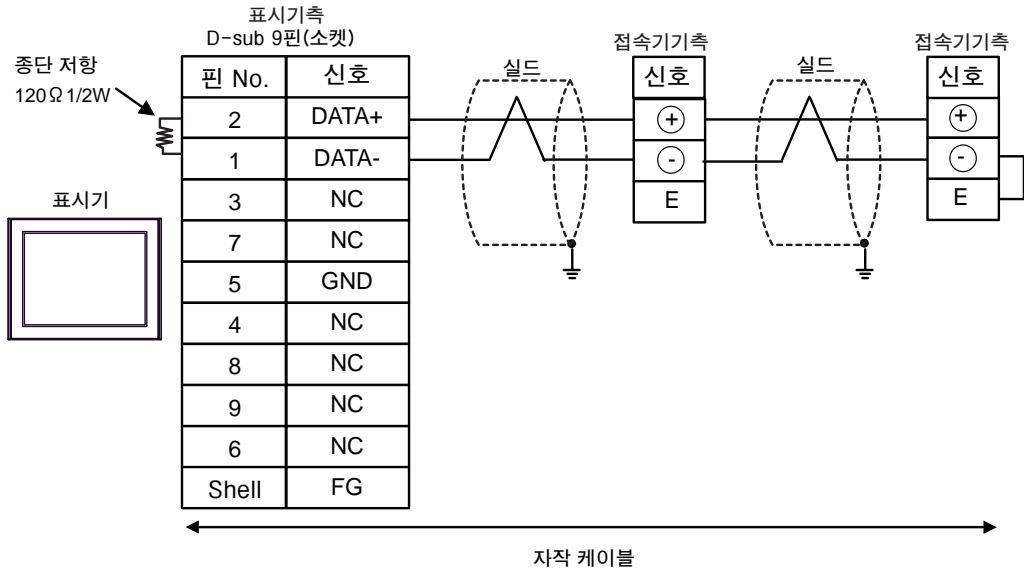 표시기측
D-sub 9핀(소켓)
종단 저항
120Ω1/2W
표시기
핀 No. 신호
2 DATA+
1 DATA-
3 NC
7 NC
5 GND
4 NC
8 NC
9 NC
6 NC
Shell FG
실드
접속기기측
신호
+
-
E
실드
접속기기측
신호
+
-
E
자작 케이블